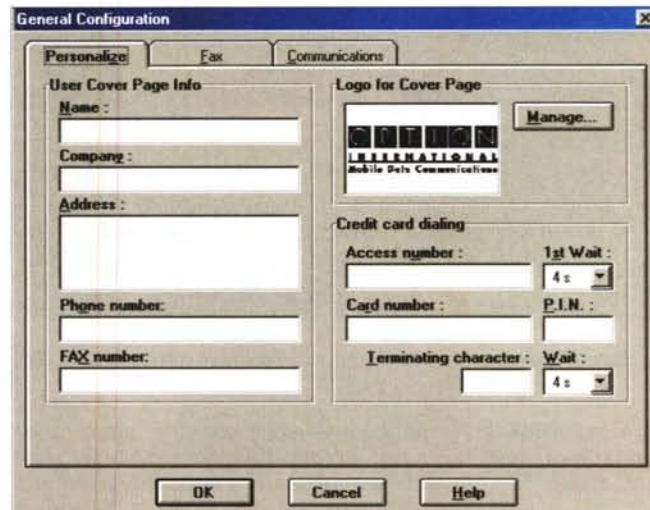 General Configuration
Personalize
Fax
Communications
User Cover Page Info
Name :
Company :
Address :
Phone number:
FAX number:
Logo for Cover Page
INTERNATIONAL
Mobile Data Communications
Manage...
Credit card dialing
Access number :
1st Wait :
4 s
Card number :
P.I.N. :
Terminating character :
Wait :
4 s
OK
Cancel
Help